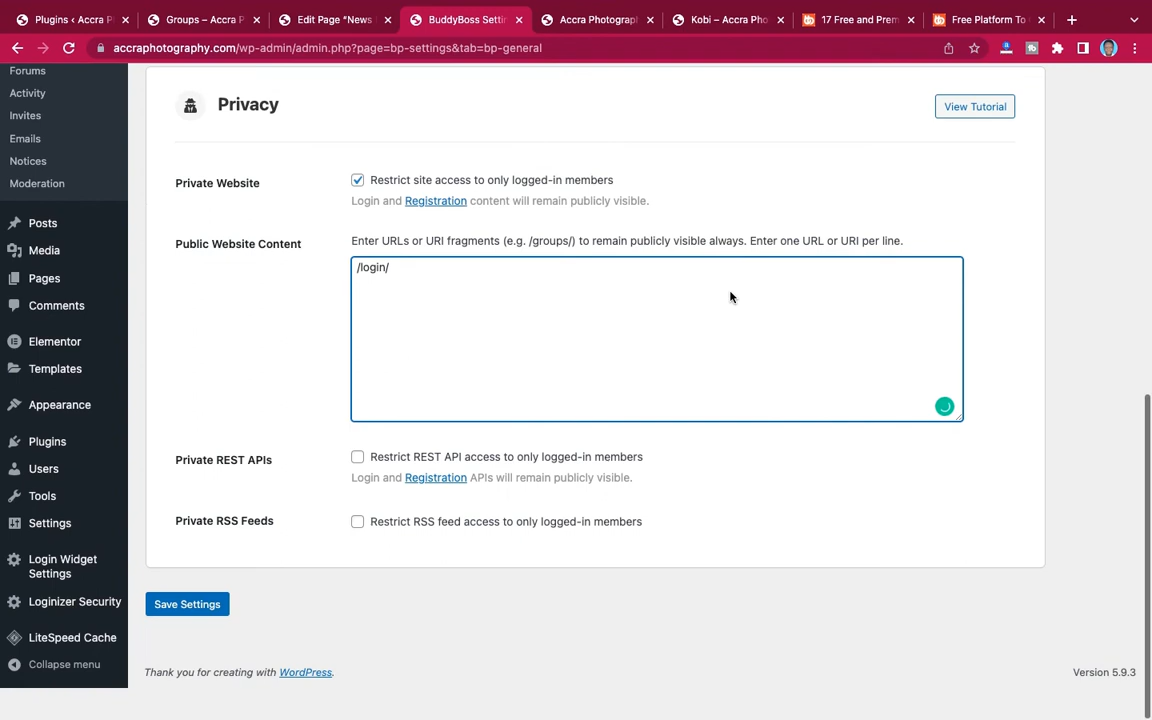 Plugins ‹ Accra P
Groups – Accra P
Edit Page "News
BuddyBoss Settin
Accra Photograph
Kobi – Accra Pho
17 Free and Prem
Free Platform To
accraphotography.com/wp-admin/admin.php?page=bp-settings&tab=bp-general
Forums
Activity
Invites
Emails
Notices
Moderation
Posts
Media
Pages
Comments
Elementor
Templates
Appearance
Plugins
Users
Tools
Settings
Login Widget
Settings
Loginizer Security
LiteSpeed Cache
Collapse menu
Privacy
View Tutorial
Private Website
Restrict site access to only logged-in members
Login and Registration content will remain publicly visible.
Public Website Content
Enter URLs or URI fragments (e.g. /groups/) to remain publicly visible always. Enter one URL or URI per line.
/login/
Private REST APIs
Restrict REST API access to only logged-in members
Login and Registration APIs will remain publicly visible.
Private RSS Feeds
Restrict RSS feed access to only logged-in members
Save Settings
Thank you for creating with WordPress.
Version 5.9.3